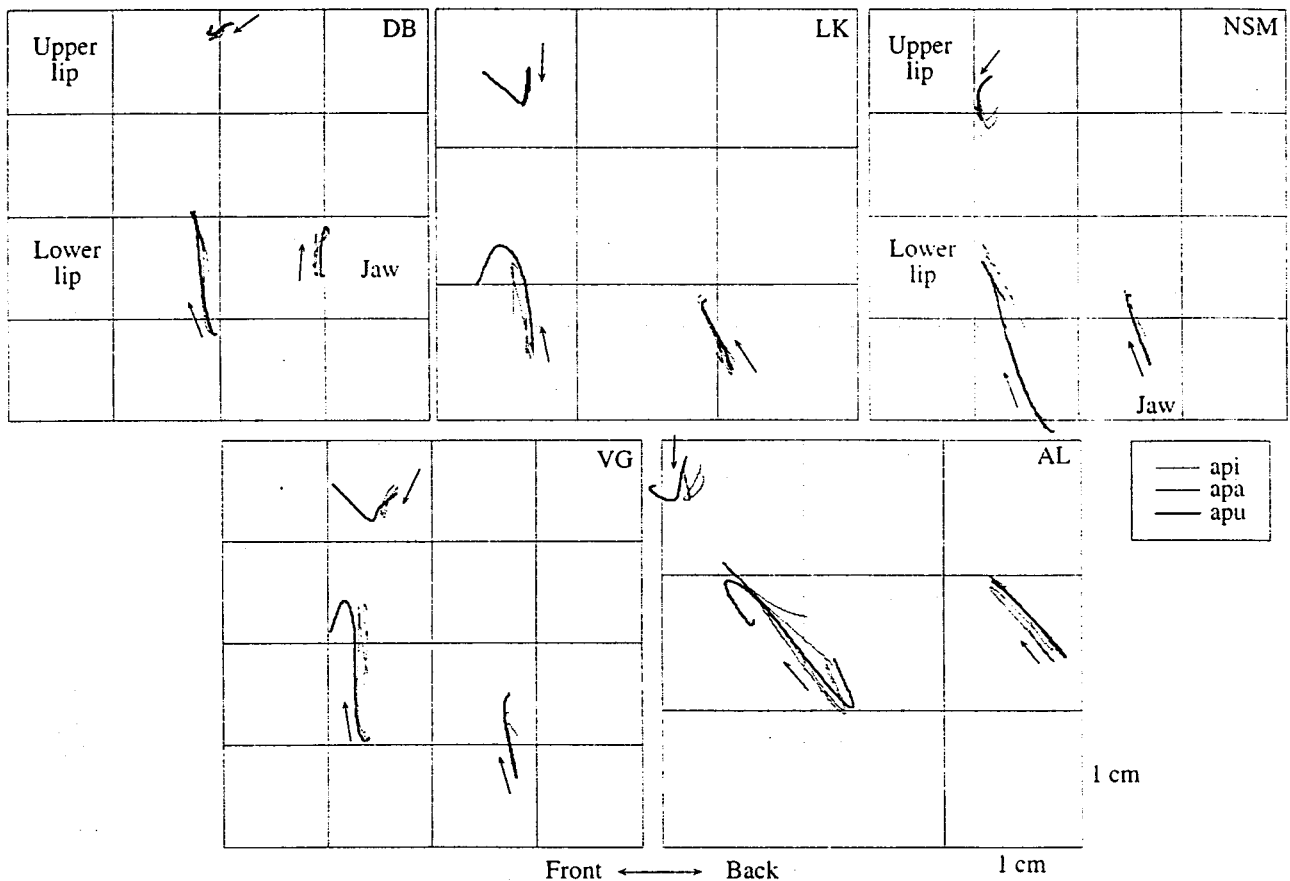 DB
Upper
lip
Lower
lip
Jaw
LK
NSM
Upper
lip
Lower
lip
Jaw
VG
AL
api
apa
apu
1 cm
1 cm
Front ⟷ Back